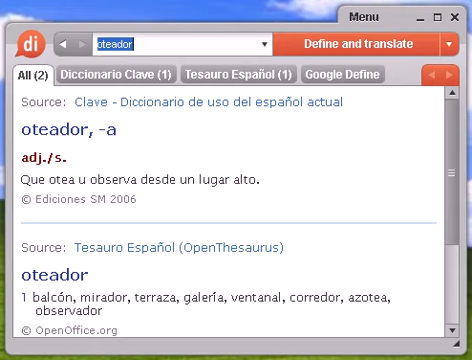 Menu
di
oteador
Define and translate
All (2)
Diccionario Clave (1)
Tesauro Español (1)
Google Define
Source: Clave - Diccionario de uso del español actual
oteador, -a
adj./s.
Que otea u observa desde un lugar alto.
© Ediciones SM 2006
Source: Tesauro Español (OpenThesaurus)
oteador
1 balcón, mirador, terraza, galería, ventanal, corredor, azotea,
observador
© OpenOffice.org